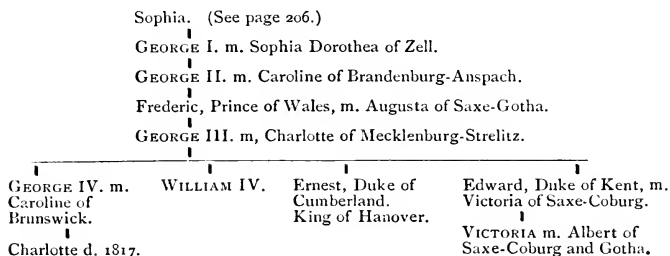 Sophia. (See page 206.)
GEORGE I. m. Sophia Dorothea of Zell.
GEORGE II. m. Caroline of Brandenburg-Anspach.
Frederic, Prince of Wales, m. Augusta of Saxe-Gotha.
GEORGE III. m, Charlotte of Mecklenburg-Strelitz.
GEORGE IV. m.
Caroline of
Brunswick.
Charlotte d. 1817.
WILLIAM IV.
Ernest, Duke of
Cumberland.
King of Hanover.
Edward, Duke of Kent, m.
Victoria of Saxe-Coburg.
VICTORIA m. Albert of
Saxe-Coburg and Gotha.